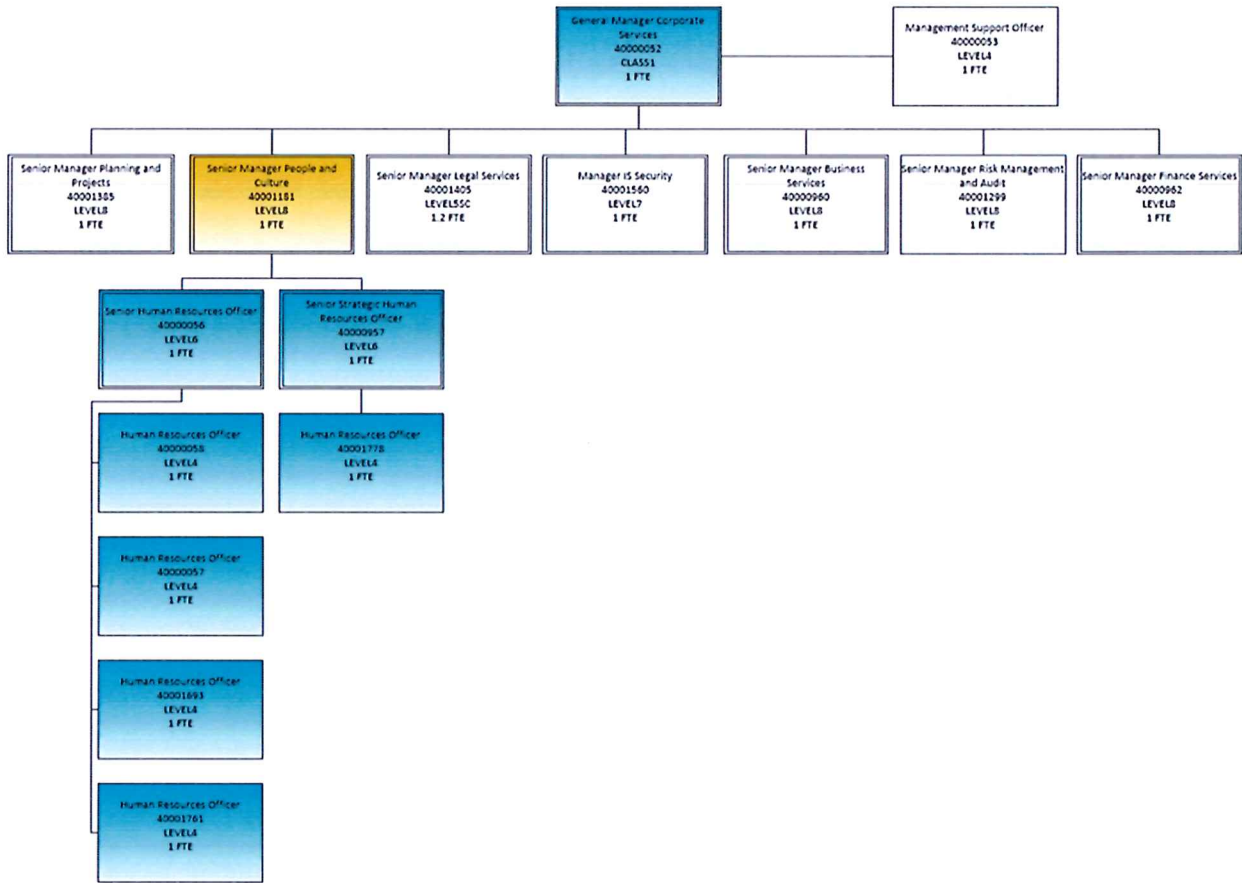 General Manager Corporate
Services
40000052
CLASS1
1 FTE
Management Support Officer
40000053
LEVEL4
1 FTE
Senior Manager Planning and
Projects
40001385
LEVEL8
1 FTE
Senior Manager People and
Culture
40001181
LEVEL8
1 FTE
Senior Manager Legal Services
40001405
LEVEL5SC
1.2 FTE
Manager IS Security
40001560
LEVEL7
1 FTE
Senior Manager Business
Services
40000960
LEVEL8
1 FTE
Senior Manager Risk Management
and Audit
40001299
LEVEL8
1 FTE
Senior Manager Finance Services
40000962
LEVEL8
1 FTE
Senior Human Resources Officer
40000056
LEVEL6
1 FTE
Senior Strategic Human
Resources Officer
40000957
LEVEL6
1 FTE
Human Resources Officer
40000058
LEVEL4
1 FTE
Human Resources Officer
40001778
LEVEL4
1 FTE
Human Resources Officer
40000057
LEVEL4
1 FTE
Human Resources Officer
40001693
LEVEL4
1 FTE
Human Resources Officer
40001761
LEVEL4
1 FTE